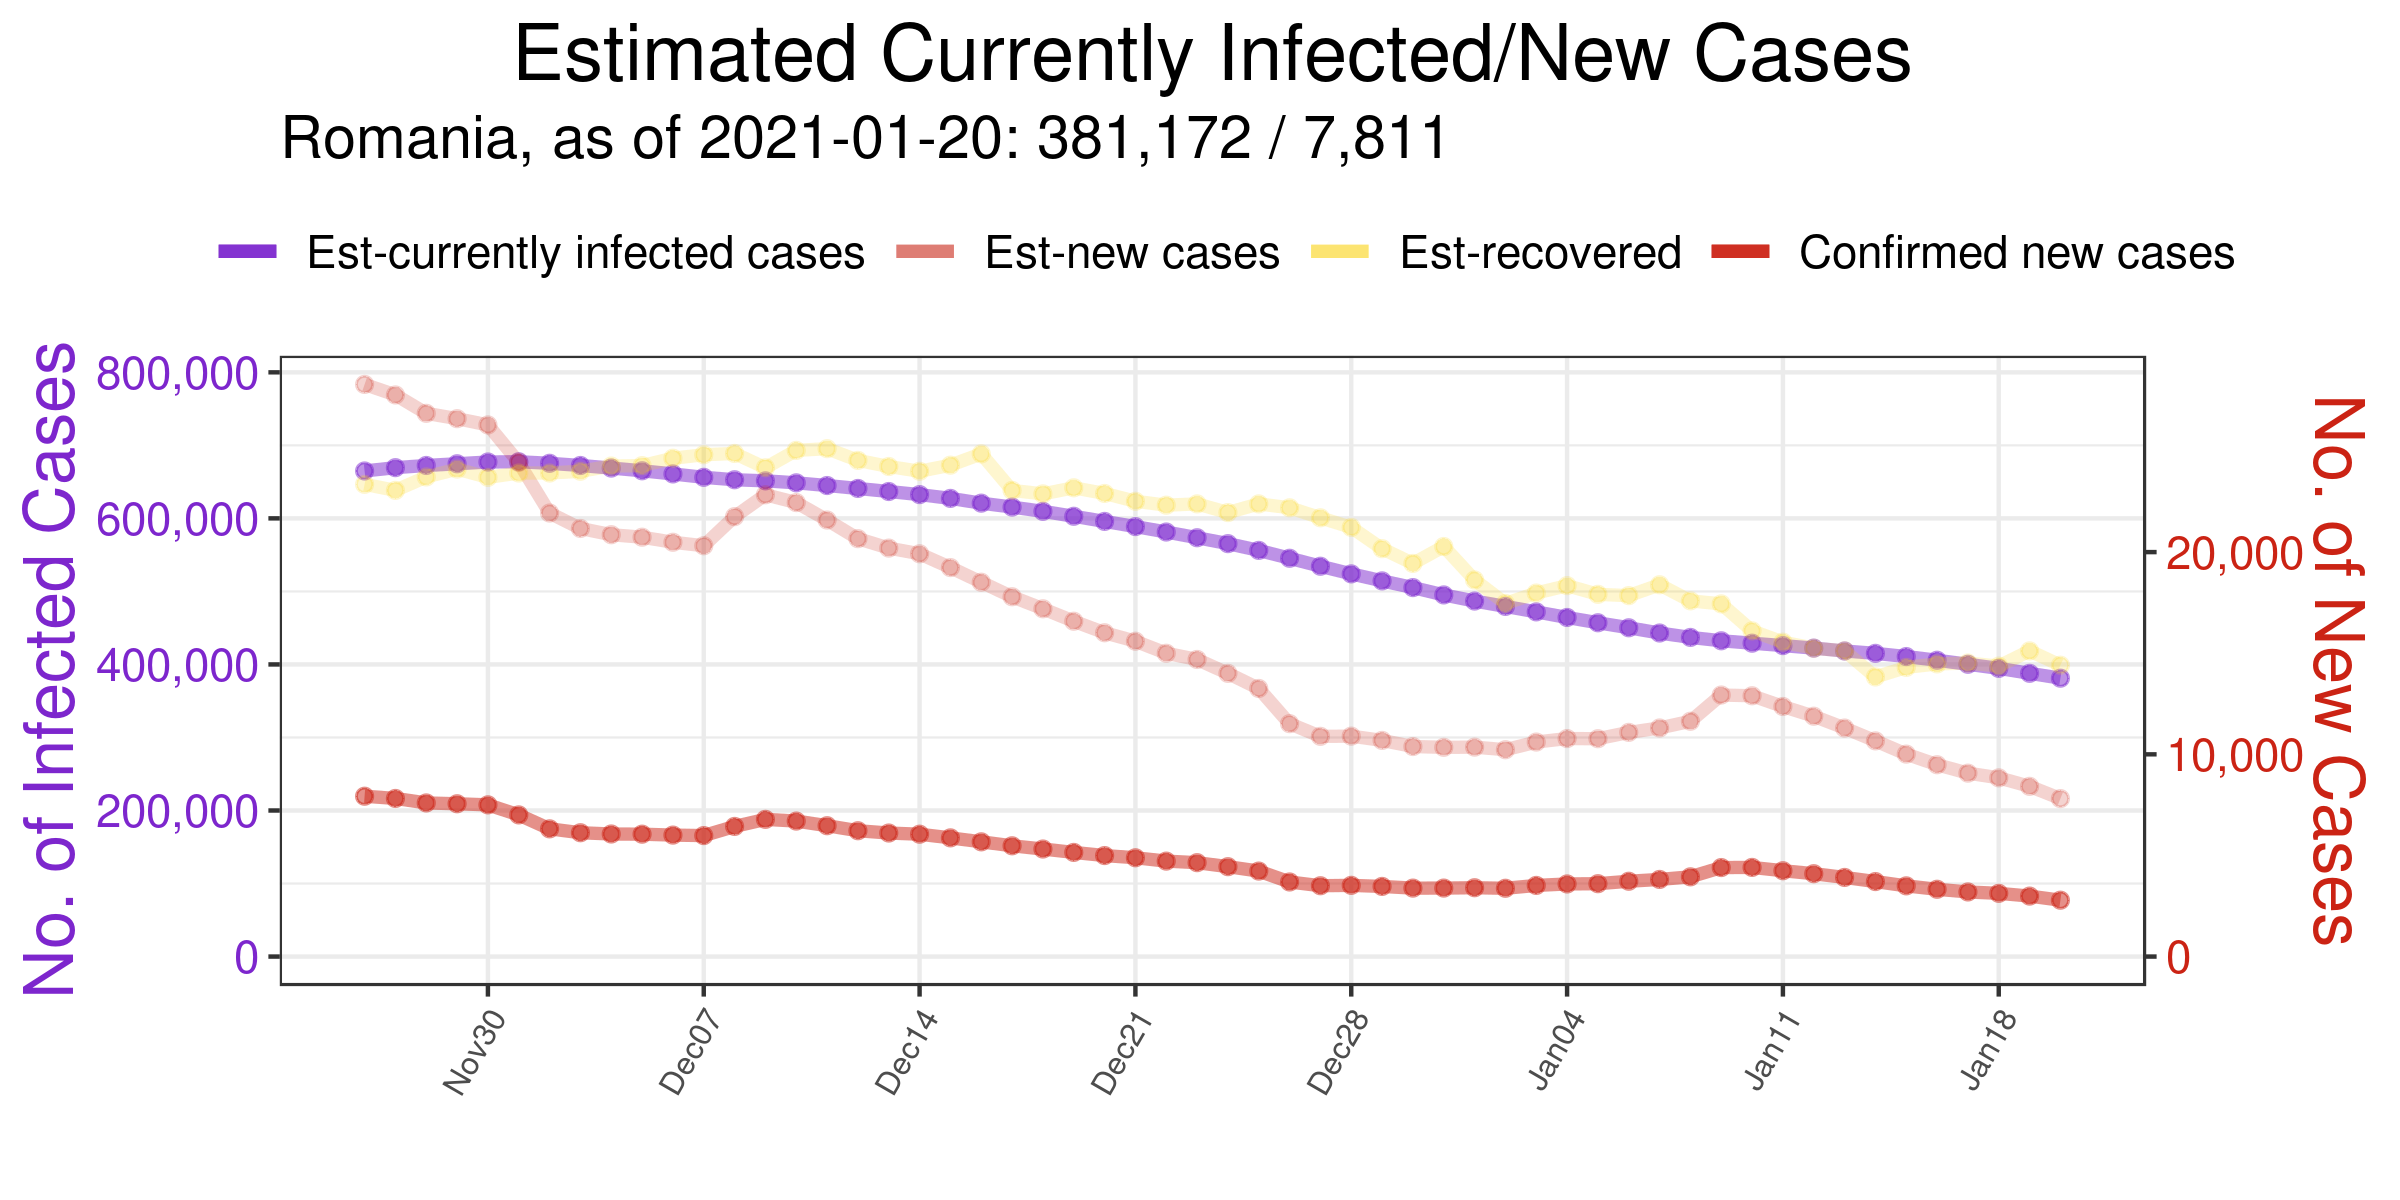 Estimated Currently Infected/New Cases
Romania, as of 2021-01-20: 381,172 / 7,811
Est-currently infected cases Est-new cases Est-recovered Confirmed new cases
No. of Infected Cases
800,000
600,000
400,000
200,000
0
20,000
10,000
0
No. of New Cases
Nov30 Dec07 Dec14 Dec21 Dec28 Jan04 Jan11 Jan18